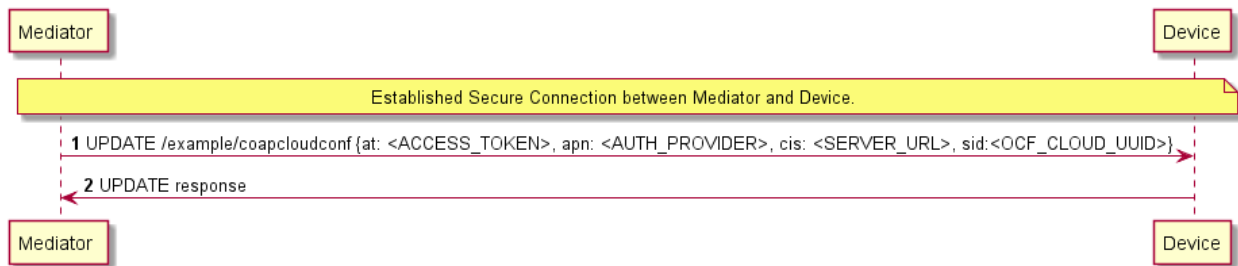 Mediator
Device
Established Secure Connection between Mediator and Device.
1 UPDATE /example/coapcloudconf {at: <ACCESS_TOKEN>, apn: <AUTH_PROVIDER>, cis: <SERVER_URL>, sid:<OCF_CLOUD_UUID>}
2 UPDATE response
Mediator
Device